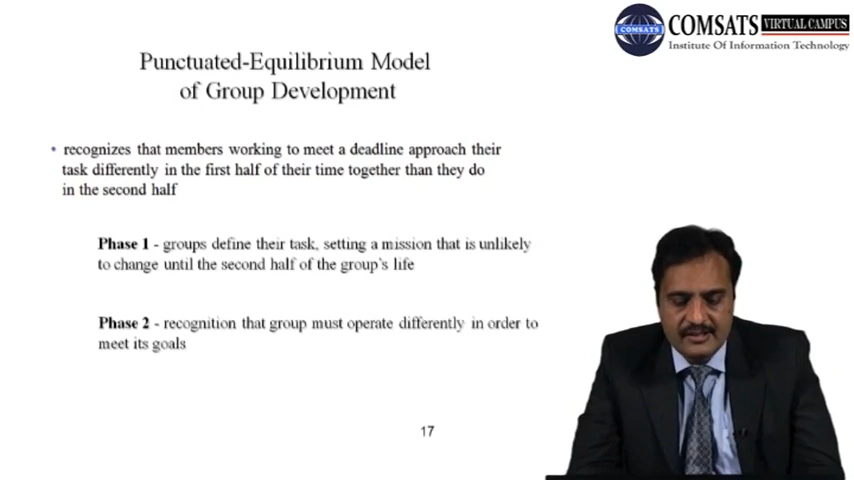 COMSATS VIRTUAL CAMPUS
COMSATS
Institute Of Information Technology
Punctuated-Equilibrium Model
of Group Development
• recognizes that members working to meet a deadline approach their
task differently in the first half of their time together than they do
in the second half
Phase 1 - groups define their task, setting a mission that is unlikely
to change until the second half of the group's life
Phase 2 - recognition that group must operate differently in order to
meet its goals
17